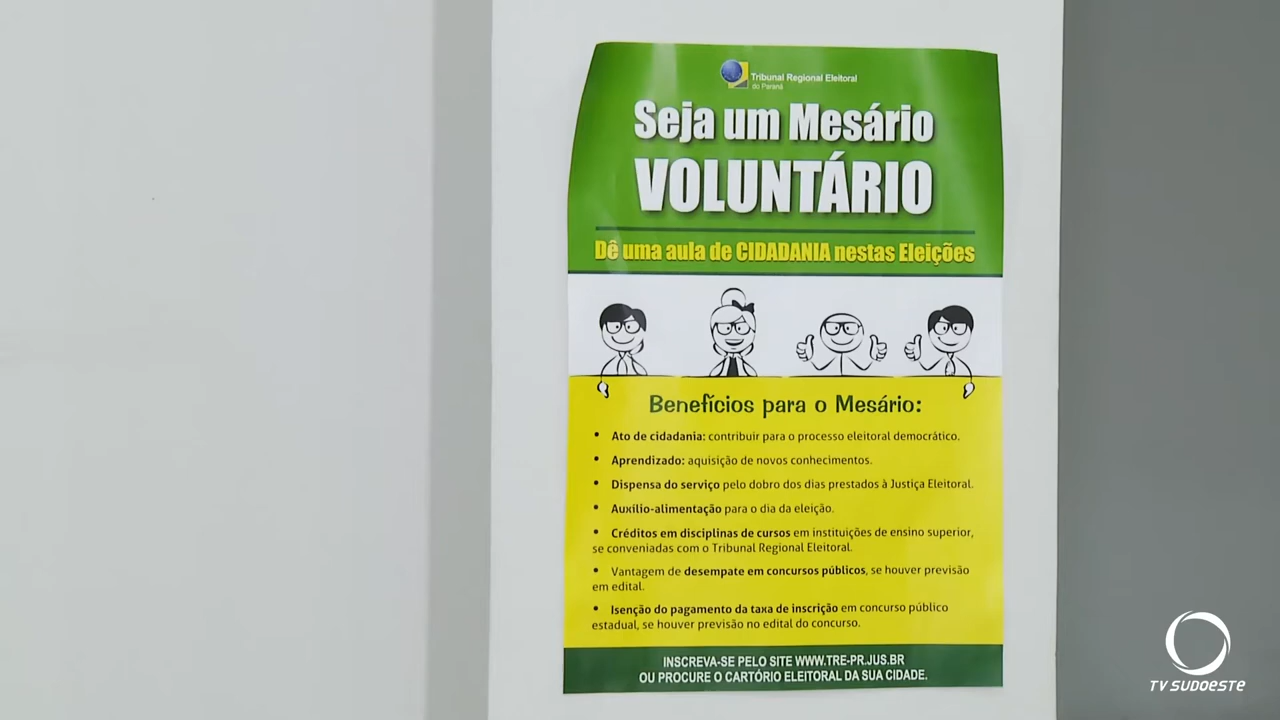 Tribunal Regional Eleitoral
do Paraná
Seja um Mesário
VOLUNTÁRIO
Dê uma aula de CIDADANIA nestas Eleições
Benefícios para o Mesário:
• Ato de cidadania: contribuir para o processo eleitoral democrático.
• Aprendizado: aquisição de novos conhecimentos.
• Dispensa do serviço pelo dobro dos dias prestados à Justiça Eleitoral.
• Auxílio-alimentação para o dia da eleição.
• Créditos em disciplinas de cursos em instituições de ensino superior,
se conveniadas com o Tribunal Regional Eleitoral.
• Vantagem de desempate em concursos públicos, se houver previsão
em edital.
• Isenção do pagamento da taxa de inscrição em concurso público
estadual, se houver previsão no edital do concurso.
INSCREVA-SE PELO SITE WWW.TRE-PR.JUS.BR
OU PROCURE O CARTÓRIO ELEITORAL DA SUA CIDADE.
TV SUDOESTE